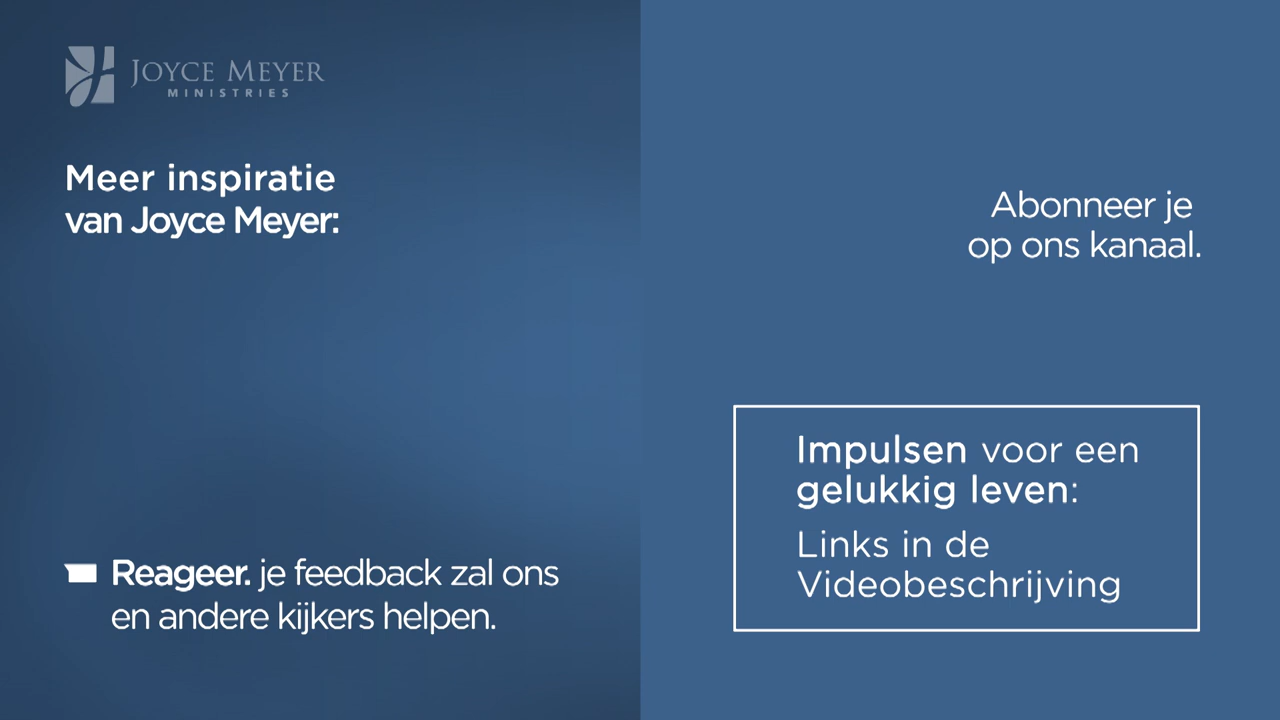 JOYCE MEYER
MINISTRIES
Meer inspiratie
van Joyce Meyer:
Reageer. je feedback zal ons
en andere kijkers helpen.
Abonneer je
op ons kanaal.
Impulsen voor een
gelukkig leven:
Links in de
Videobeschrijving